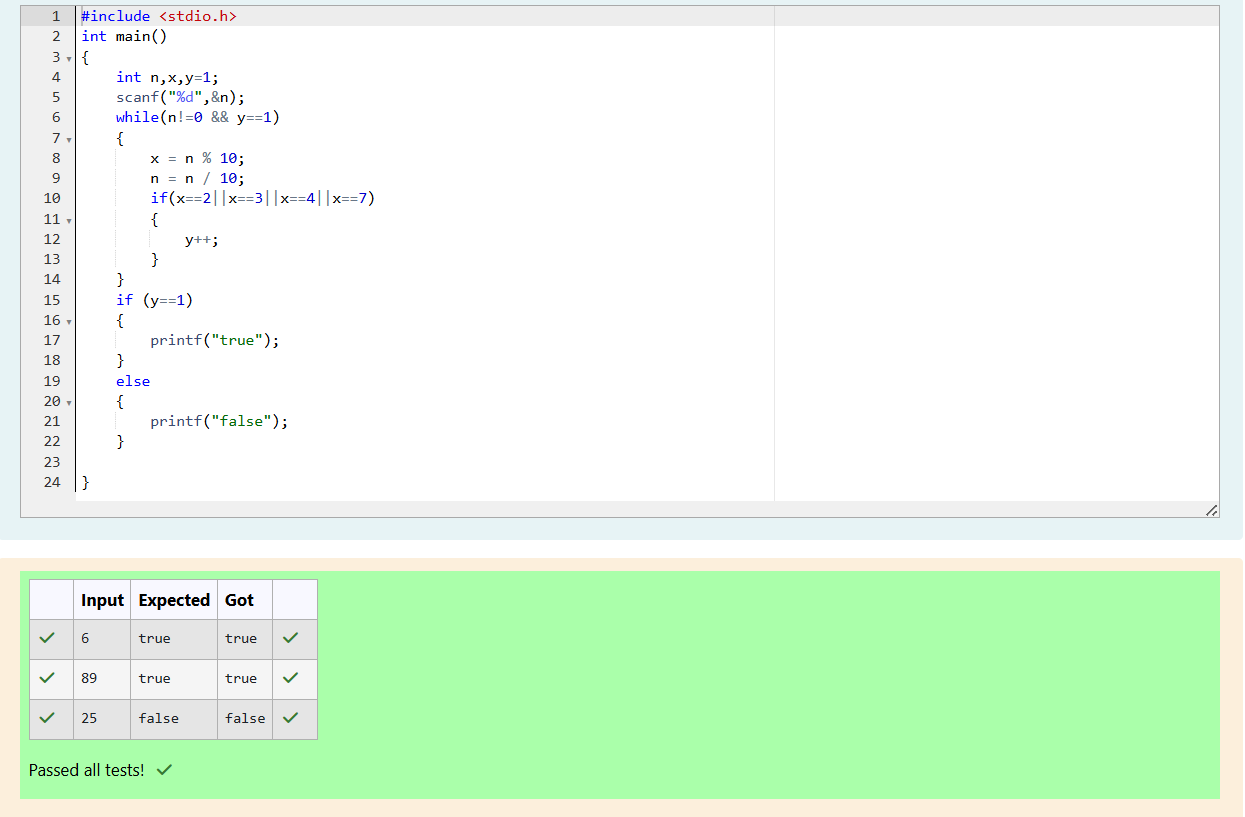 1 #include <stdio.h>
2 int main()
3 {
4     int n,x,y=1;
5     scanf("%d",&n);
6     while(n!=0 && y==1)
7     {
8         x = n % 10;
9         n = n / 10;
10         if(x==2||x==3||x==4||x==7)
11         {
12             y++;
13         }
14     }
15     if (y==1)
16     {
17         printf("true");
18     }
19     else
20     {
21         printf("false");
22     }
23
24 }
Input Expected Got
6 true true
89 true true
25 false false
Passed all tests!